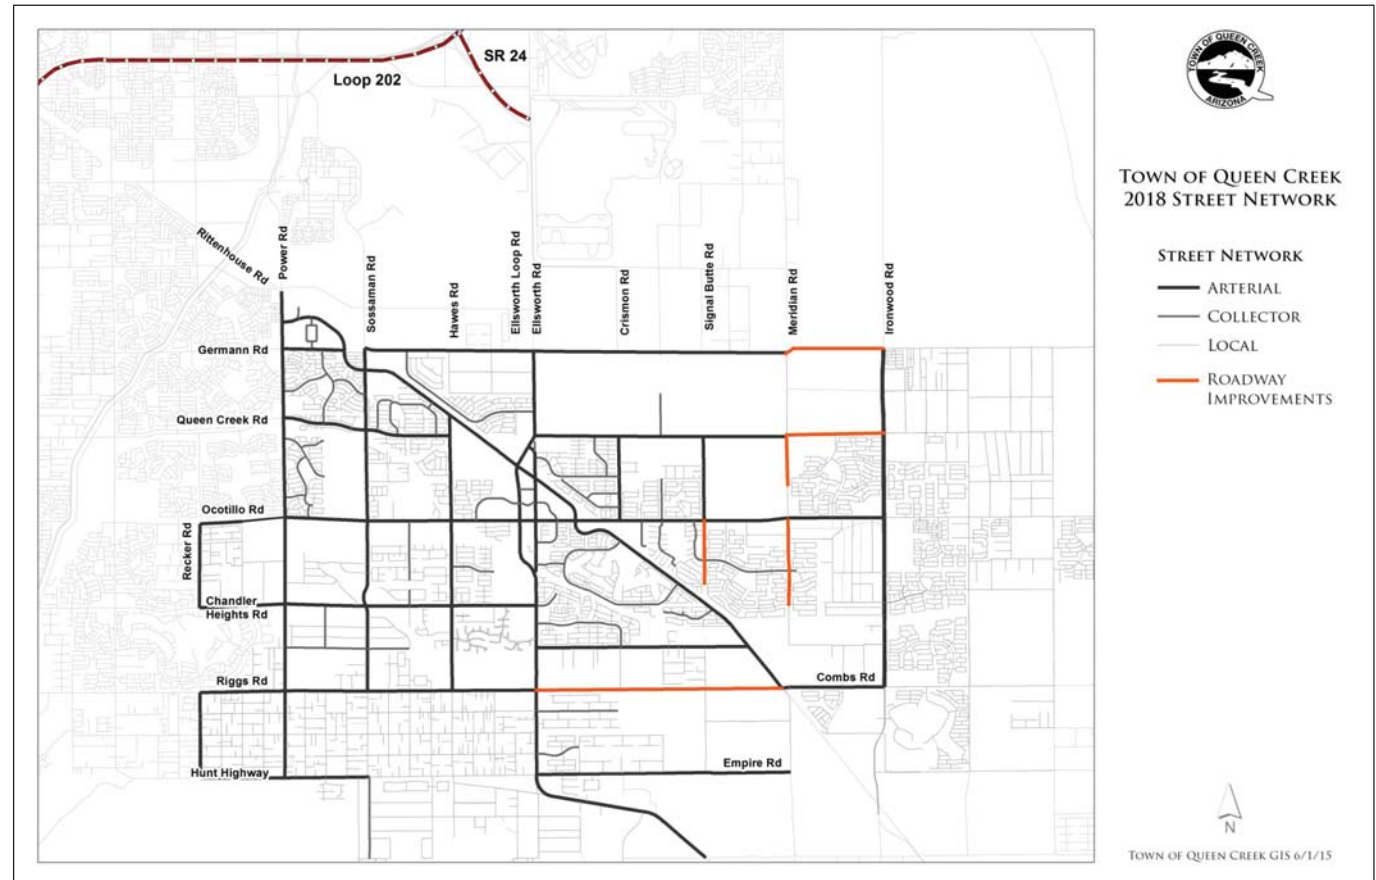 SR 24
Loop 202
TOWN OF QUEEN CREEK
ARIZONA
TOWN OF QUEEN CREEK
2018 STREET NETWORK
STREET NETWORK
ARTERIAL
COLLECTOR
LOCAL
ROADWAY
IMPROVEMENTS
Rittenhouse Rd
Power Rd
Sossaman Rd
Hawes Rd
Ellsworth Loop Rd
Ellsworth Rd
Crismon Rd
Signal Butte Rd
Meridian Rd
Ironwood Rd
Germann Rd
Queen Creek Rd
Ocotillo Rd
Recker Rd
Chandler
Heights Rd
Riggs Rd
Combs Rd
Hunt Highway
Empire Rd
N
TOWN OF QUEEN CREEK GIS 6/1/15